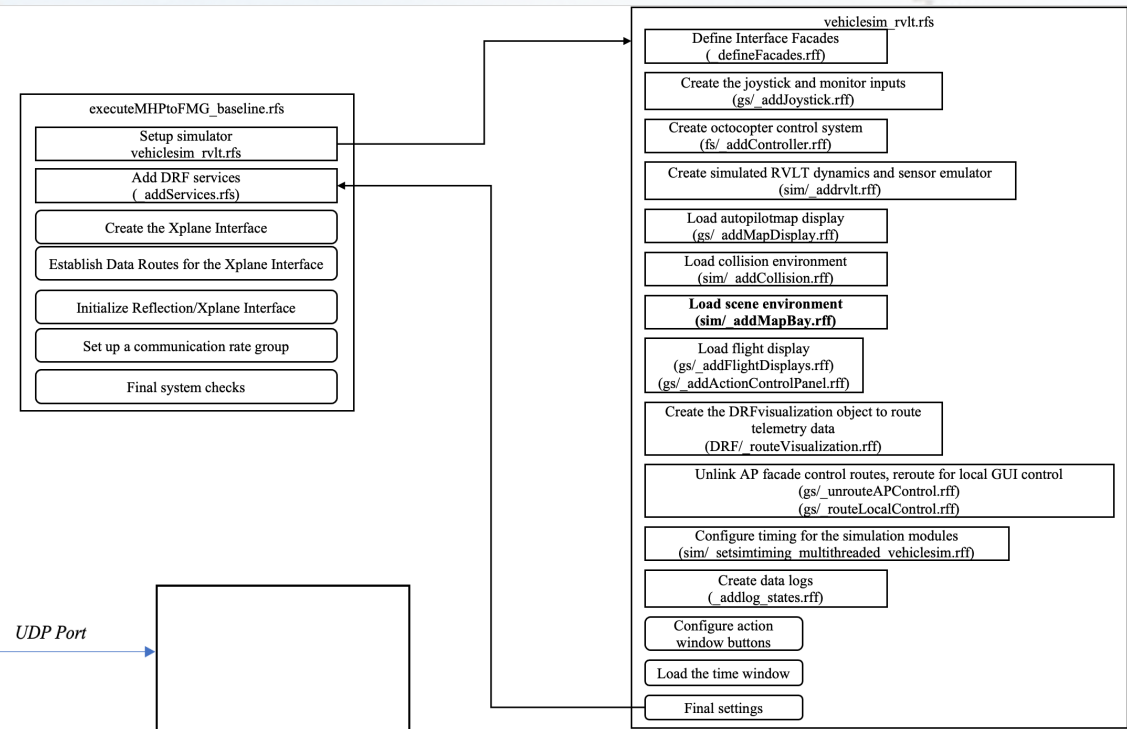 executeMHPtoFMG_baseline.rfs
Setup simulator
vehiclesim_rvlt.rfs
Add DRF services
(_addServices.rfs)
Create the Xplane Interface
Establish Data Routes for the Xplane Interface
Initialize Reflection/Xplane Interface
Set up a communication rate group
Final system checks
UDP Port
vehiclesim_rvlt.rfs
Define Interface Facades
(_defineFacades.rff)
Create the joystick and monitor inputs
(gs/_addJoystick.rff)
Create octocopter control system
(fs/_addController.rff)
Create simulated RVLT dynamics and sensor emulator
(sim/_addrvlt.rff)
Load autopilotmap display
(gs/_addMapDisplay.rff)
Load collision environment
(sim/_addCollision.rff)
Load scene environment
(sim/_addMapBay.rff)
Load flight display
(gs/_addFlightDisplays.rff)
(gs/_addActionControlPanel.rff)
Create the DRFvisualization object to route
telemetry data
(DRF/_routeVisualization.rff)
Unlink AP facade control routes, reroute for local GUI control
(gs/_unrouteAPControl.rff)
(gs/_routeLocalControl.rff)
Configure timing for the simulation modules
(sim/_setsimtiming_multithreaded_vehiclesim.rff)
Create data logs
(_addlog_states.rff)
Configure action
window buttons
Load the time window
Final settings